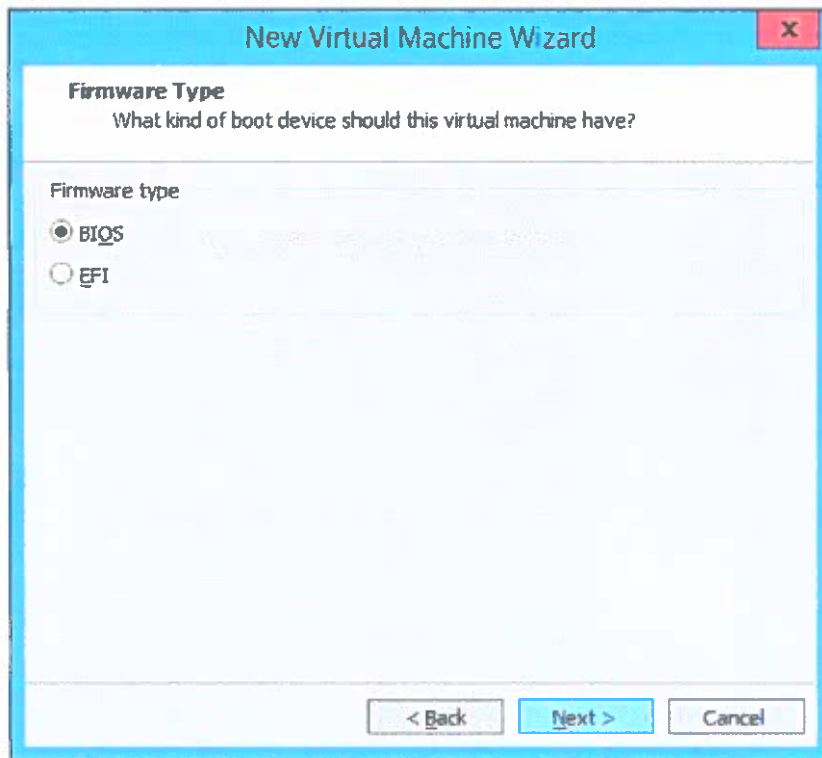 New Virtual Machine Wizard
x
Firmware Type
What kind of boot device should this virtual machine have?
Firmware type
BIOS
EFI
< Back
Next >
Cancel